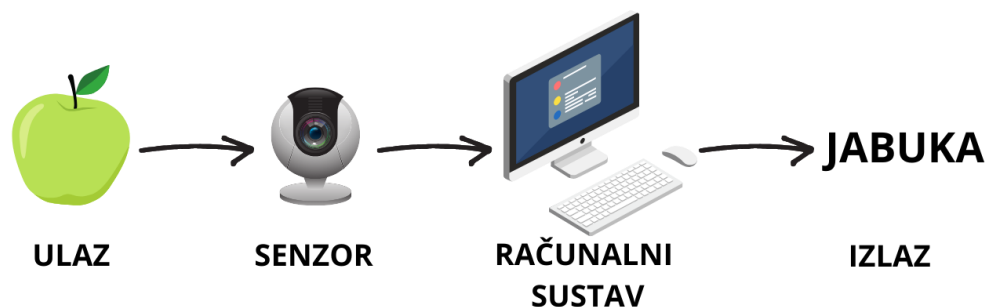 JABUKA
ULAZ
SENZOR
RAČUNALNI
SUSTAV
IZLAZ